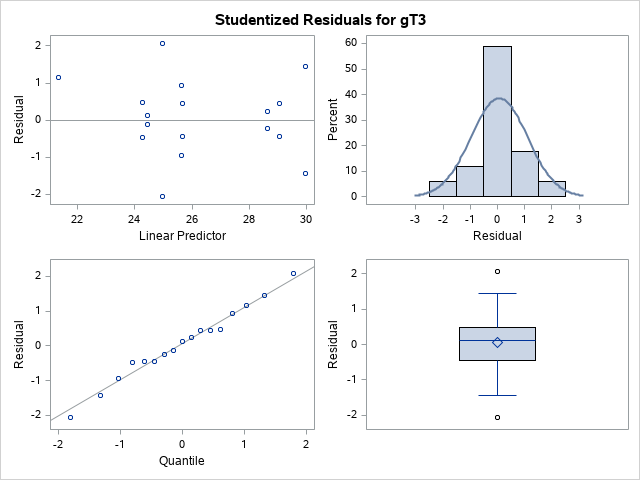 Studentized Residuals for gT3
Residual
2
1
0
-1
-2
22 24 26 28 30
Linear Predictor
Percent
60
50
40
30
20
10
0
-3 -2 -1 0 1 2 3
Residual
Residual
2
1
0
-1
-2
-2 -1 0 1 2
Quantile
Residual
2
1
0
-1
-2